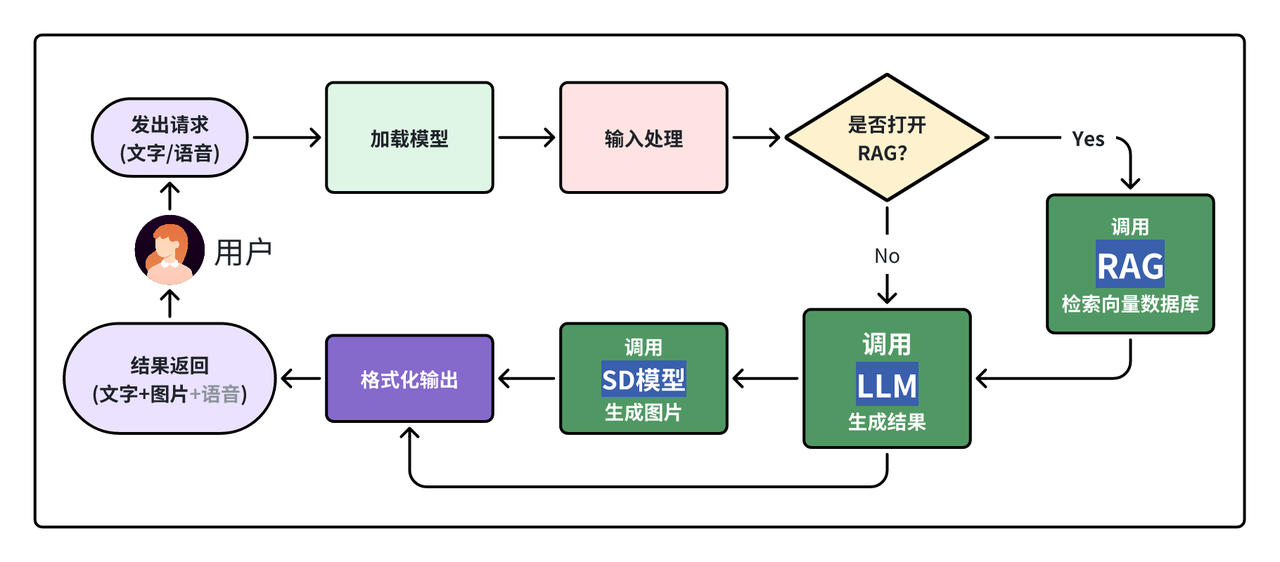 发出请求
(文字/语音)
加载模型
输入处理
是否打开
RAG？
Yes
No
用户
调用
RAG
检索向量数据库
调用
LLM
生成结果
调用
SD模型
生成图片
格式化输出
结果返回
(文字+图片+语音)